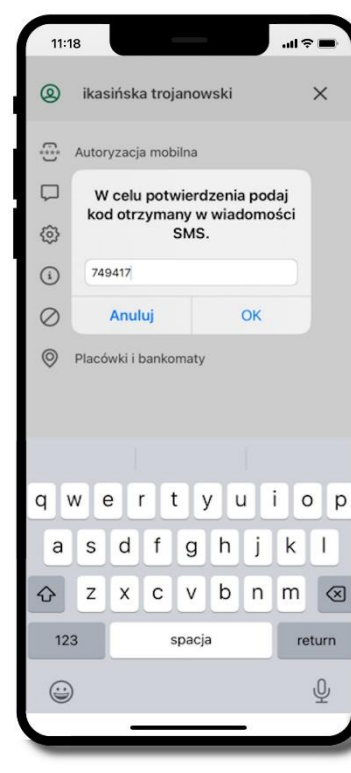 11:18
ikasińska trojanowski
Autoryzacja mobilna
W celu potwierdzenia podaj
kod otrzymany w wiadomości
SMS.
749417
Anuluj OK
Placówki i bankomaty
q w e r t y u i o p
a s d f g h j k l
z x c v b n m
123 spacja return